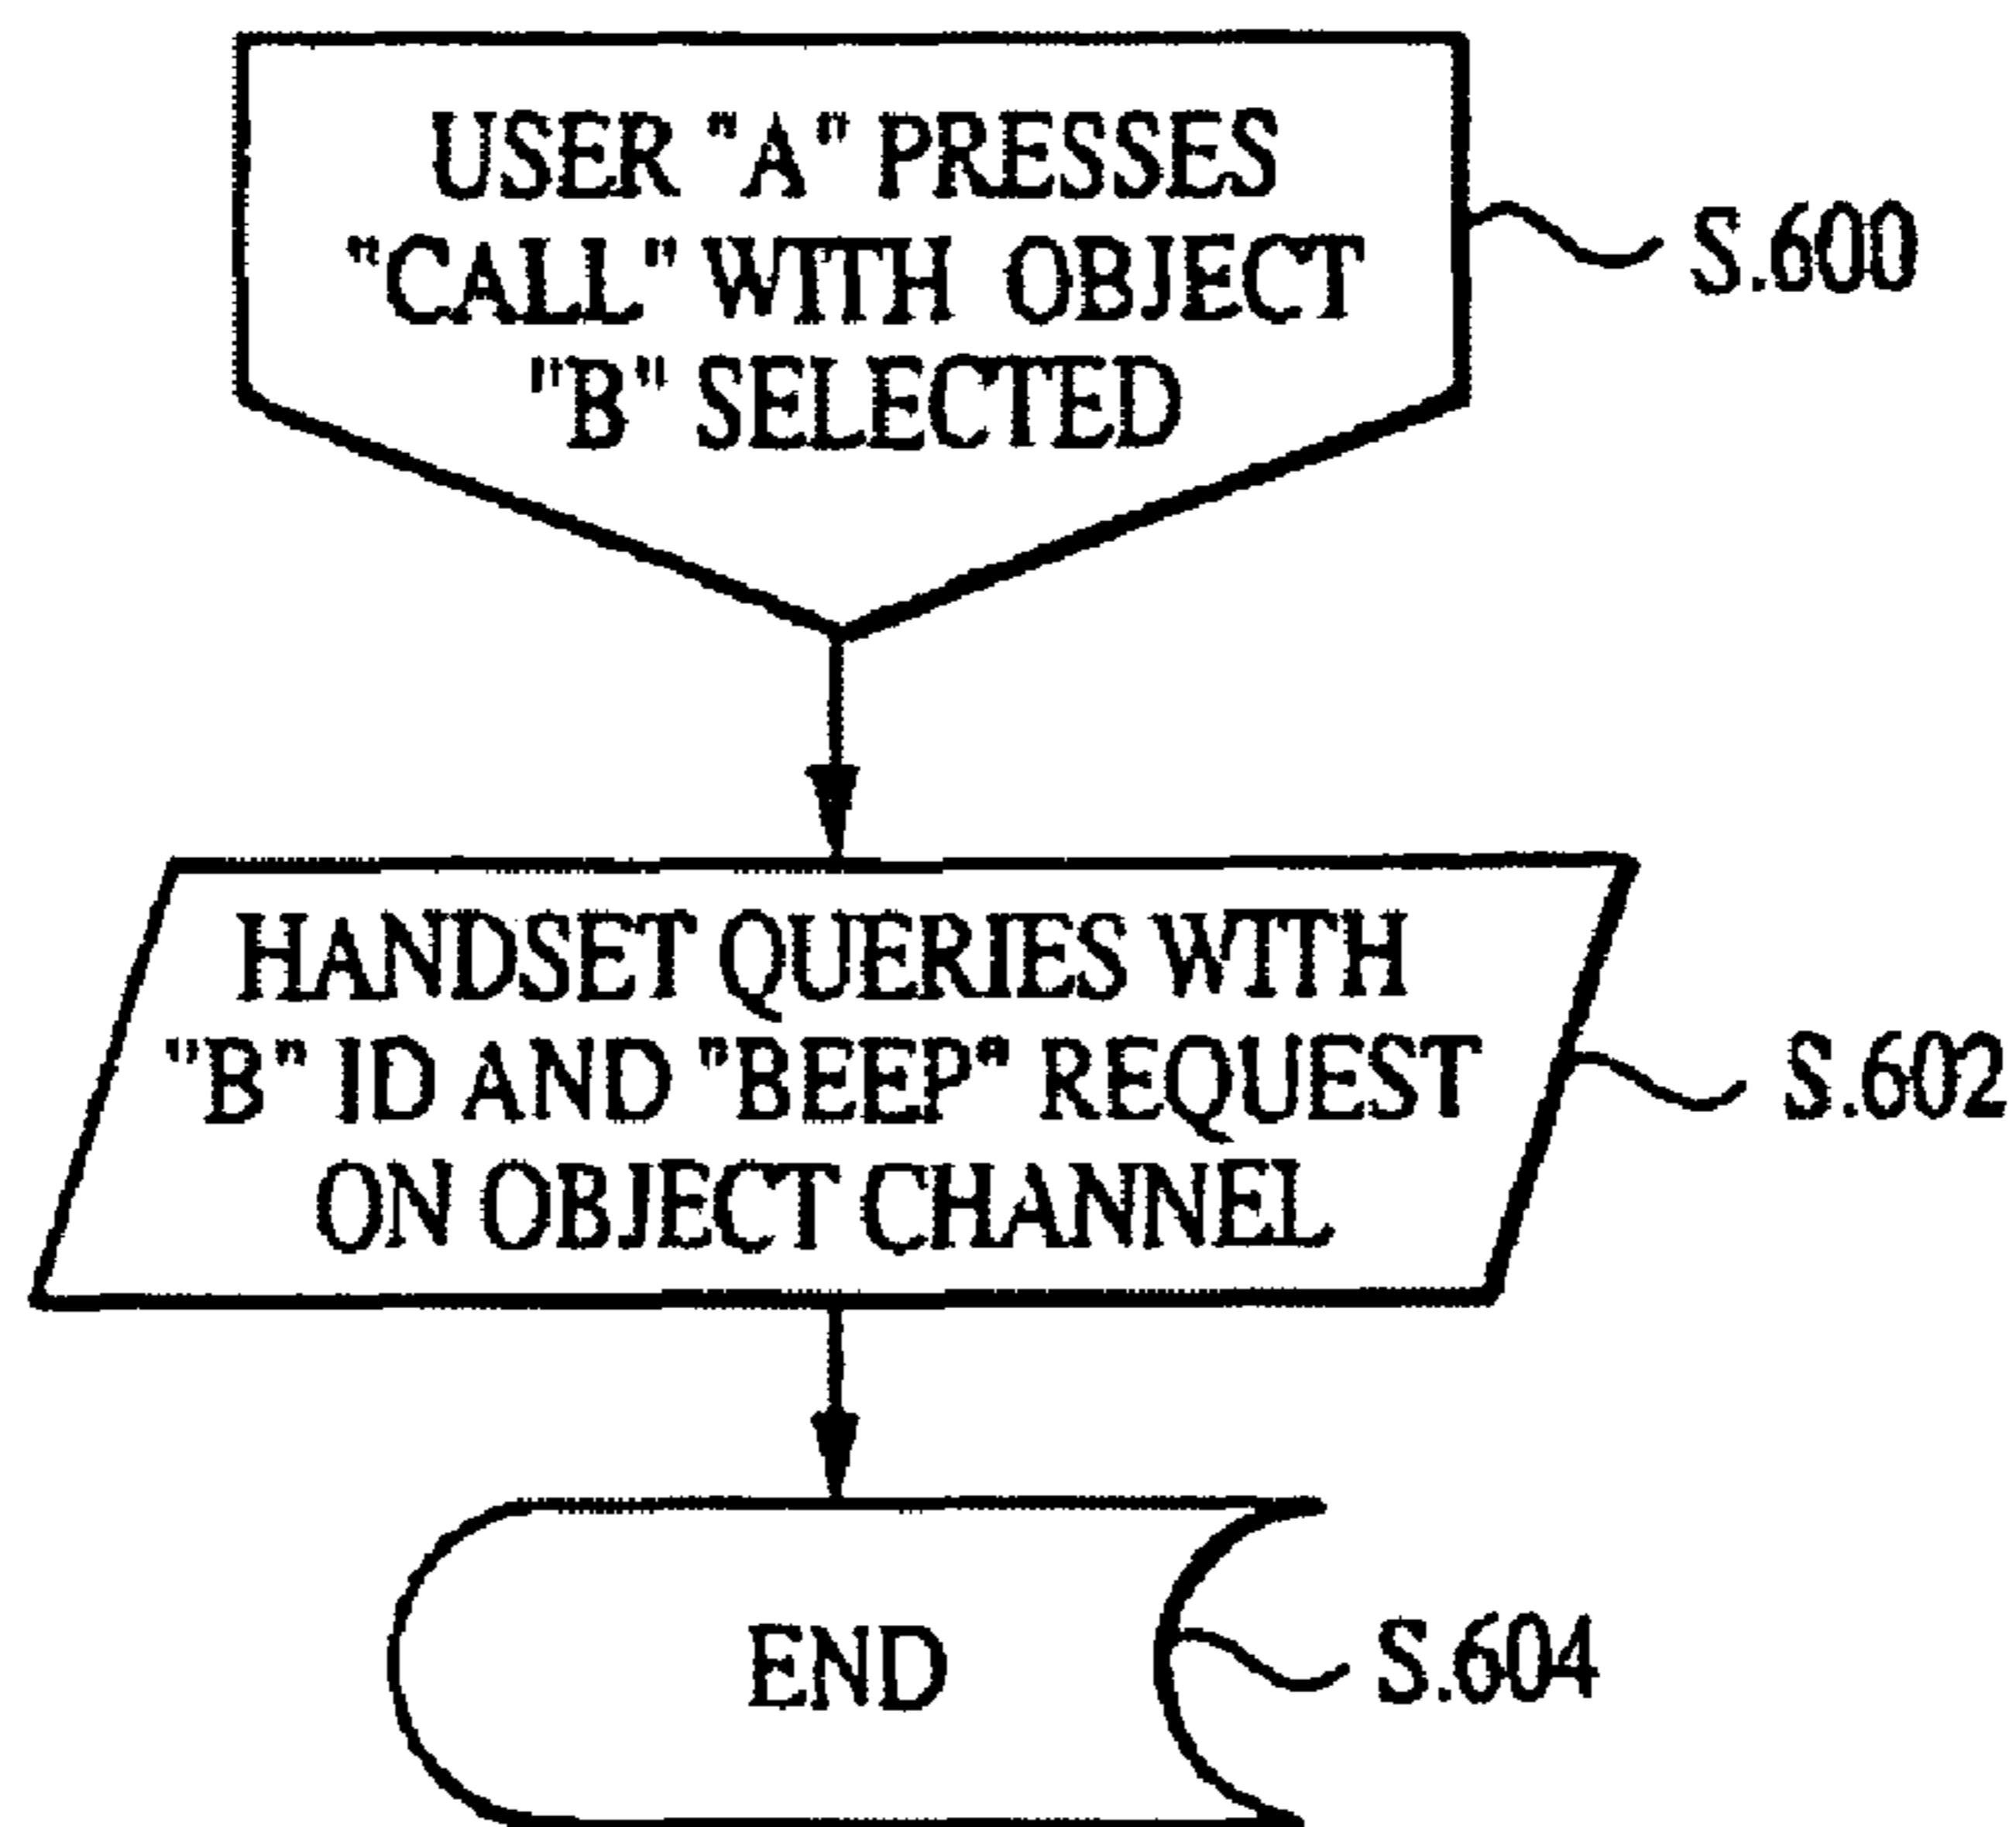 USER "A" PRESSES
"CALL" WITH OBJECT
"B" SELECTED
S.600
HANDSET QUERIES WITH
"B" ID AND "BEEP" REQUEST
ON OBJECT CHANNEL
S.602
END
S.604